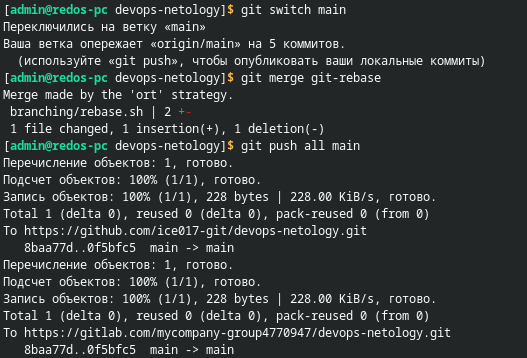 [admin@redos-pc devops-netology]$ git switch main
Переключились на ветку «main»
Ваша ветка опережает «origin/main» на 5 коммитов.
  (используйте «git push», чтобы опубликовать ваши локальные коммиты)
[admin@redos-pc devops-netology]$ git merge git-rebase
Merge made by the 'ort' strategy.
 branching/rebase.sh | 2 +-
 1 file changed, 1 insertion(+), 1 deletion(-)
[admin@redos-pc devops-netology]$ git push all main
Перечисление объектов: 1, готово.
Подсчет объектов: 100% (1/1), готово.
Запись объектов: 100% (1/1), 228 bytes | 228.00 KiB/s, готово.
Total 1 (delta 0), reused 0 (delta 0), pack-reused 0 (from 0)
To https://github.com/ice017-git/devops-netology.git
   8baa77d..0f5bfc5  main -> main
Перечисление объектов: 1, готово.
Подсчет объектов: 100% (1/1), готово.
Запись объектов: 100% (1/1), 228 bytes | 228.00 KiB/s, готово.
Total 1 (delta 0), reused 0 (delta 0), pack-reused 0 (from 0)
To https://gitlab.com/mycompany-group4770947/devops-netology.git
   8baa77d..0f5bfc5  main -> main